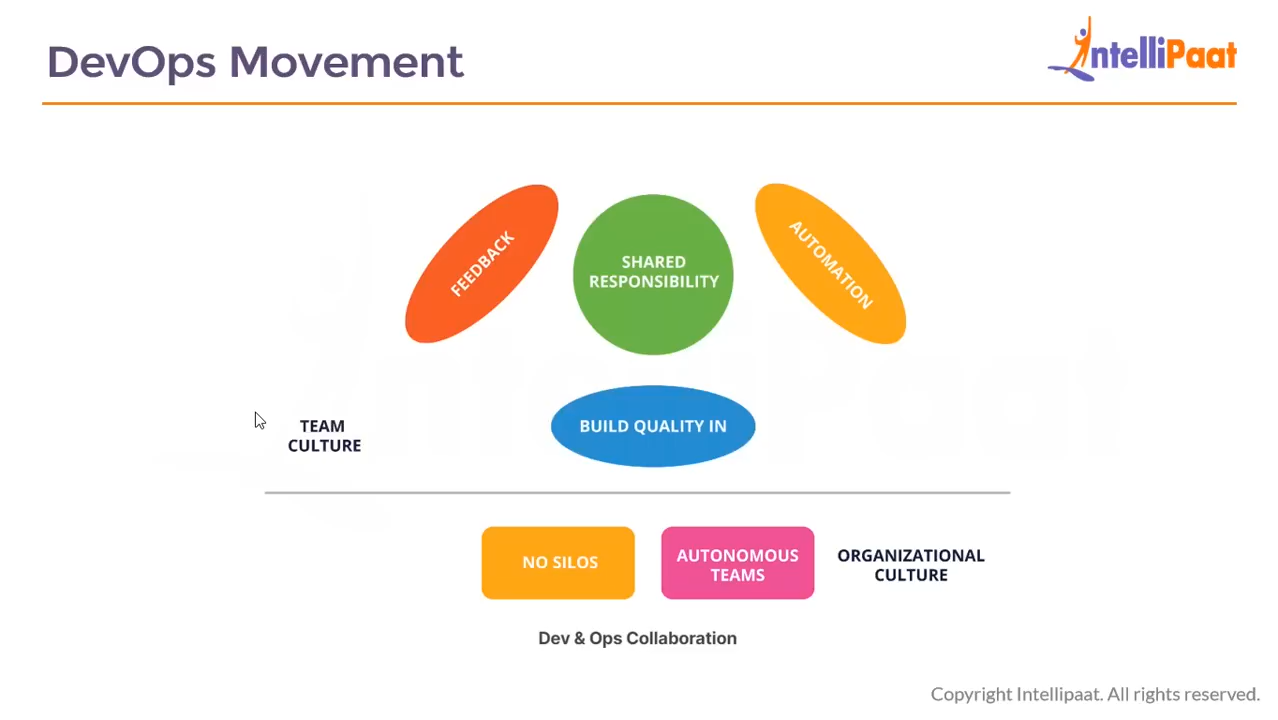 DevOps Movement
IntelliPaat
FEEDBACK
SHARED
RESPONSIBILITY
AUTOMATION
TEAM
CULTURE
BUILD QUALITY IN
NO SILOS
AUTONOMOUS
TEAMS
ORGANIZATIONAL
CULTURE
Dev & Ops Collaboration
Copyright Intellipaat. All rights reserved.